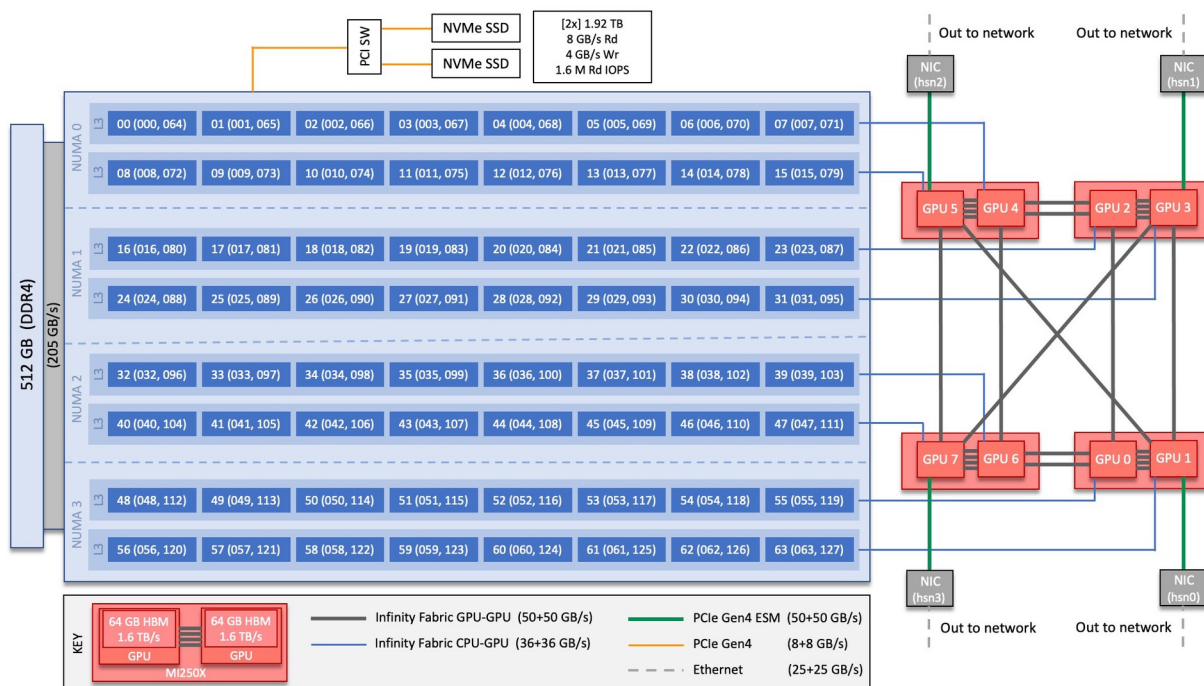 PCI SW
NVMe SSD
NVMe SSD
[2x] 1.92 TB
8 GB/s Rd
4 GB/s Wr
1.6 M Rd IOPS
Out to network
Out to network
NIC
(hsn2)
NIC
(hsn1)
512 GB (DDR4)
(205 GB/s)
NUMA 0
L3 00 (000, 064) 01 (001, 065) 02 (002, 066) 03 (003, 067) 04 (004, 068) 05 (005, 069) 06 (006, 070) 07 (007, 071)
L3 08 (008, 072) 09 (009, 073) 10 (010, 074) 11 (011, 075) 12 (012, 076) 13 (013, 077) 14 (014, 078) 15 (015, 079)
NUMA 1
L3 16 (016, 080) 17 (017, 081) 18 (018, 082) 19 (019, 083) 20 (020, 084) 21 (021, 085) 22 (022, 086) 23 (023, 087)
L3 24 (024, 088) 25 (025, 089) 26 (026, 090) 27 (027, 091) 28 (028, 092) 29 (029, 093) 30 (030, 094) 31 (031, 095)
NUMA 2
L3 32 (032, 096) 33 (033, 097) 34 (034, 098) 35 (035, 099) 36 (036, 100) 37 (037, 101) 38 (038, 102) 39 (039, 103)
L3 40 (040, 104) 41 (041, 105) 42 (042, 106) 43 (043, 107) 44 (044, 108) 45 (045, 109) 46 (046, 110) 47 (047, 111)
NUMA 3
L3 48 (048, 112) 49 (049, 113) 50 (050, 114) 51 (051, 115) 52 (052, 116) 53 (053, 117) 54 (054, 118) 55 (055, 119)
L3 56 (056, 120) 57 (057, 121) 58 (058, 122) 59 (059, 123) 60 (060, 124) 61 (061, 125) 62 (062, 126) 63 (063, 127)
GPU 5 GPU 4 GPU 2 GPU 3
GPU 7 GPU 6 GPU 0 GPU 1
NIC
(hsn3)
NIC
(hsn0)
Out to network
Out to network
KEY
64 GB HBM
1.6 TB/s
GPU
64 GB HBM
1.6 TB/s
GPU
MI250X
Infinity Fabric GPU-GPU (50+50 GB/s)
Infinity Fabric CPU-GPU (36+36 GB/s)
PCIe Gen4 ESM (50+50 GB/s)
PCIe Gen4 (8+8 GB/s)
Ethernet (25+25 GB/s)